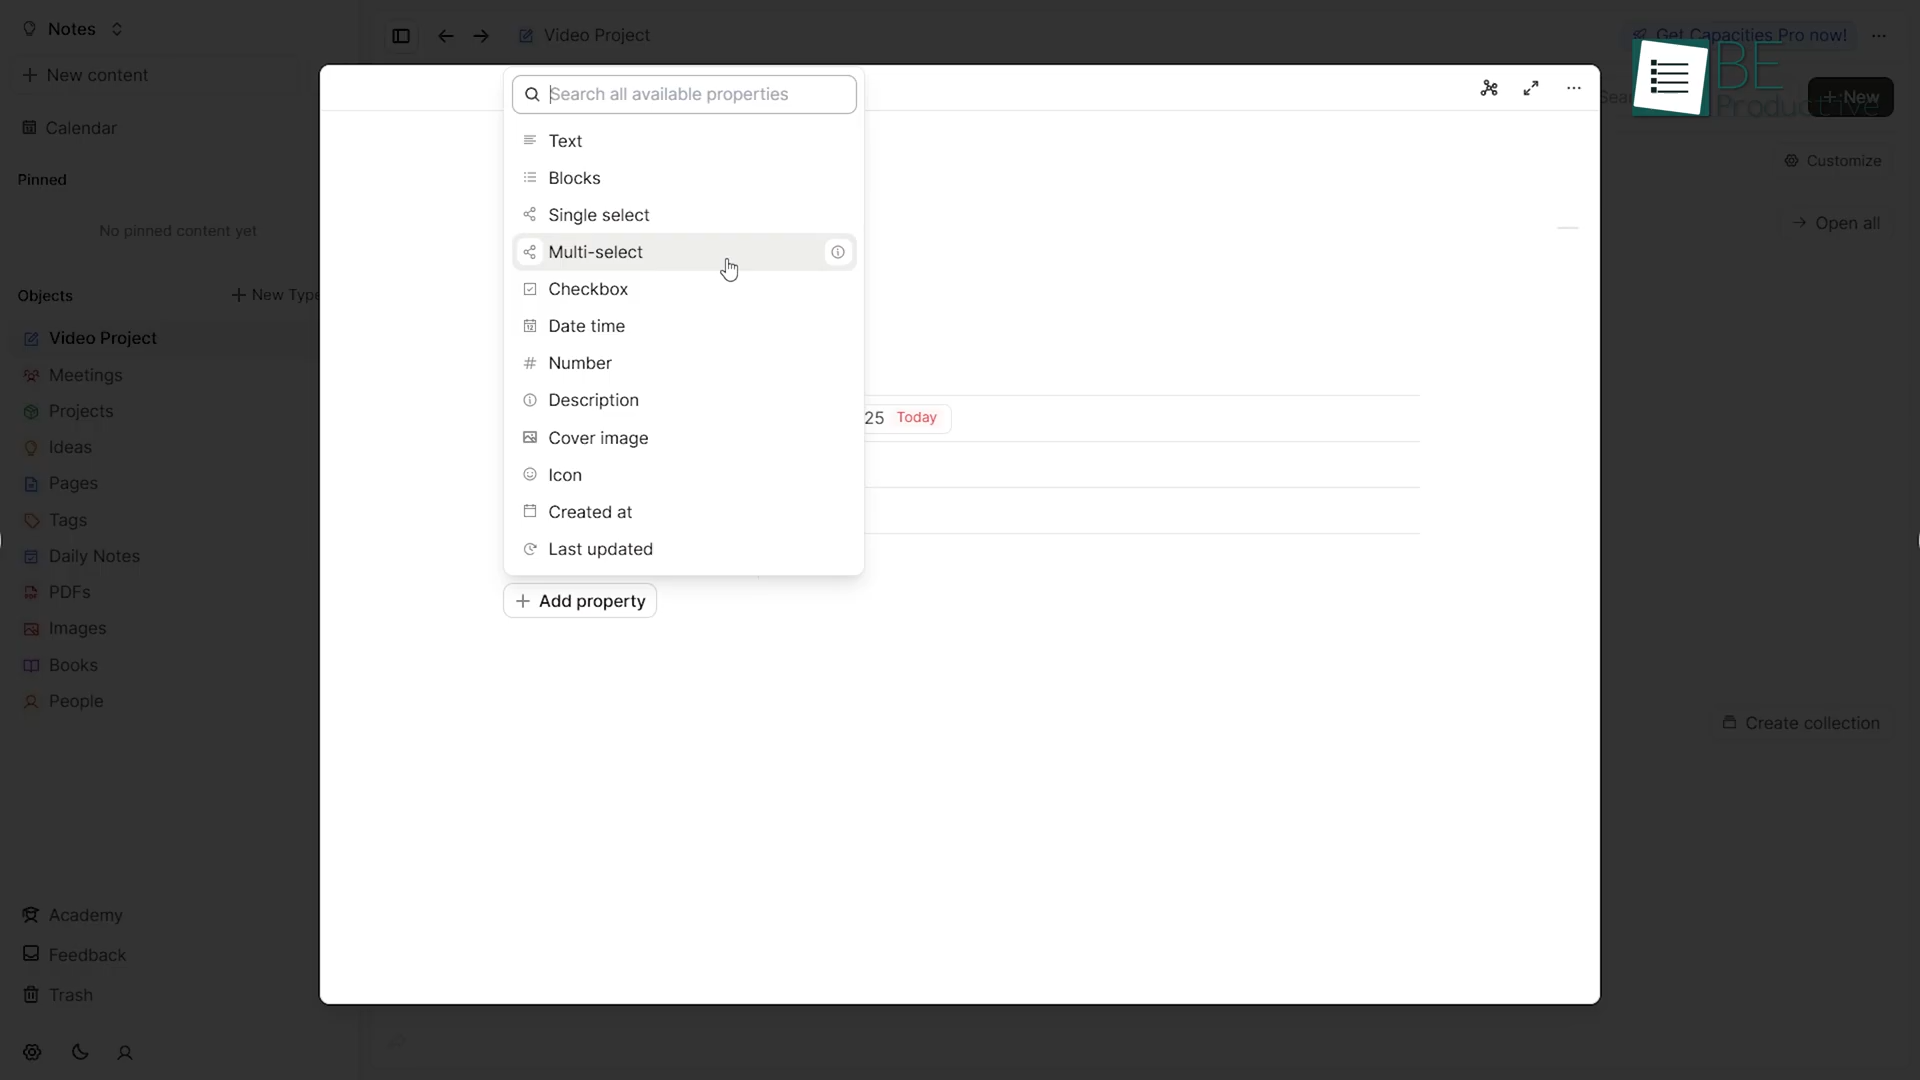 Notes
New content
Calendar
Pinned
No pinned content yet
Objects
New Type
Video Project
Meetings
Projects
Ideas
Pages
Tags
Daily Notes
PDFs
Images
Books
People
Academy
Feedback
Trash
Video Project
Get Capacities Pro now!
BE
Productive
Sear
New
Customize
Open all
Create collection
Search all available properties
Text
Blocks
Single select
Multi-select
Checkbox
Date time
Number
Description
Cover image
Icon
Created at
Last updated
25 Today
Add property